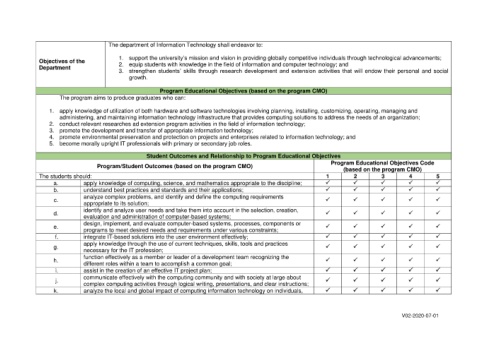 The department of Information Technology shall endeavor to:
Objectives of the Department
1. support the university's mission and vision in providing globally competitive individuals through technological advancements;
2. equip students with knowledge in the field of information and computer technology; and
3. strengthen students' skills through research development and extension activities that will endow their personal and social
growth.
Program Educational Objectives (based on the program CMO)
The program aims to produce graduates who can:
1. apply knowledge of utilization of both hardware and software technologies involving planning, installing, customizing, operating, managing and
administering, and maintaining information technology infrastructure that provides computing solutions to address the needs of an organization;
2. conduct relevant researches ad extension program activities in the field of information technology;
3. promote the development and transfer of appropriate information technology;
4. promote environmental preservation and protection on projects and enterprises related to information technology; and
5. become morally upright IT professionals with primary or secondary job roles.
Student Outcomes and Relationship to Program Educational Objectives
Program/Student Outcomes (based on the program CMO)
Program Educational Objectives Code
(based on the program CMO)
The students should: 1 2 3 4 5
a. apply knowledge of computing, science, and mathematics appropriate to the discipline; ✓ ✓ ✓ ✓ ✓
b. understand best practices and standards and their applications; ✓ ✓ ✓ ✓ ✓
c. analyze complex problems, and identify and define the computing requirements
appropriate to its solution; ✓ ✓ ✓ ✓ ✓
d. identify and analyze user needs and take them into account in the selection, creation,
evaluation and administration of computer-based systems; ✓ ✓ ✓ ✓ ✓
e. design, implement, and evaluate computer-based systems, processes, components or
programs to meet desired needs and requirements under various constraints; ✓ ✓ ✓ ✓ ✓
f. integrate IT-based solutions into the user environment effectively; ✓ ✓ ✓ ✓ ✓
g. apply knowledge through the use of current techniques, skills, tools and practices
necessary for the IT profession; ✓ ✓ ✓ ✓ ✓
h. function effectively as a member or leader of a development team recognizing the
different roles within a team to accomplish a common goal; ✓ ✓ ✓ ✓ ✓
i. assist in the creation of an effective IT project plan; ✓ ✓ ✓ ✓ ✓
j. communicate effectively with the computing community and with society at large about
complex computing activities through logical writing, presentations, and clear instructions; ✓ ✓ ✓ ✓ ✓
k. analyze the local and global impact of computing information technology on individuals, ✓ ✓ ✓ ✓ ✓
V02-2020-07-01